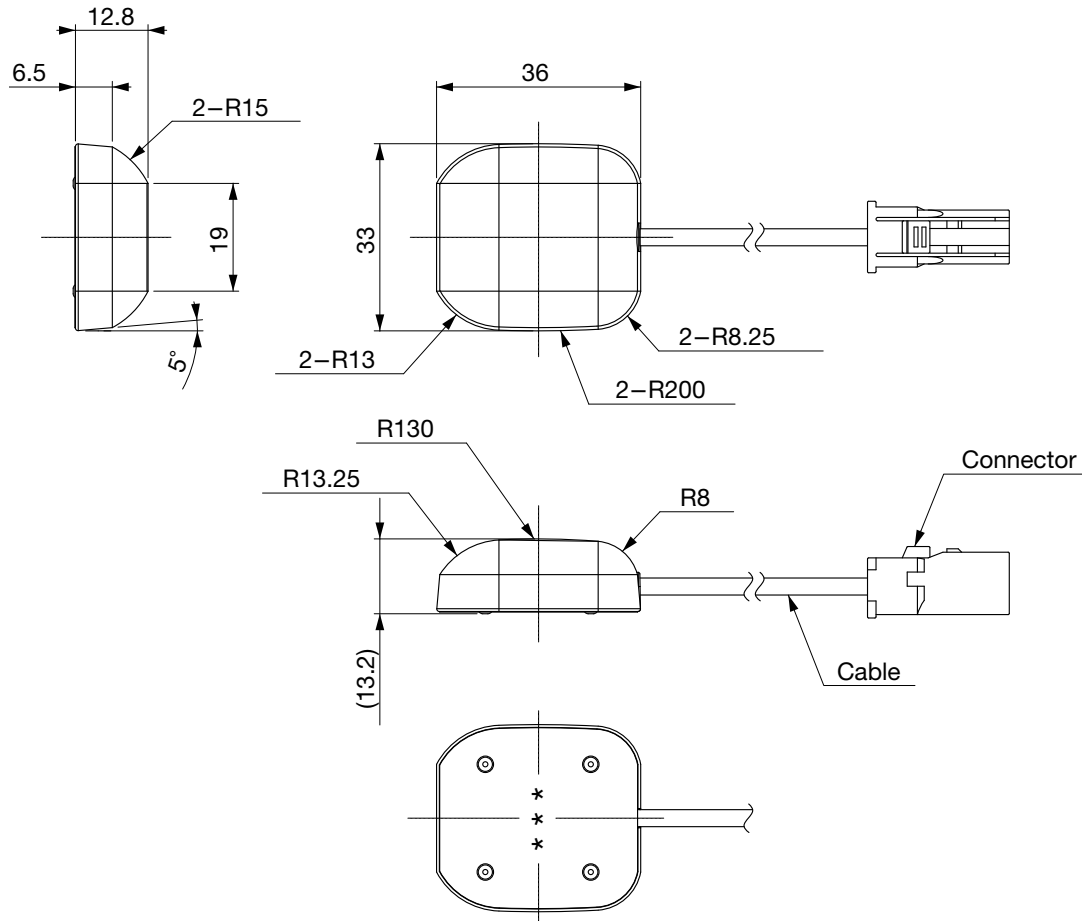 12.8
6.5
36
2−R15
19
33
5°
2−R13
2−R8.25
2−R200
R130
R13.25
R8
Connector
(13.2)
Cable
* * *